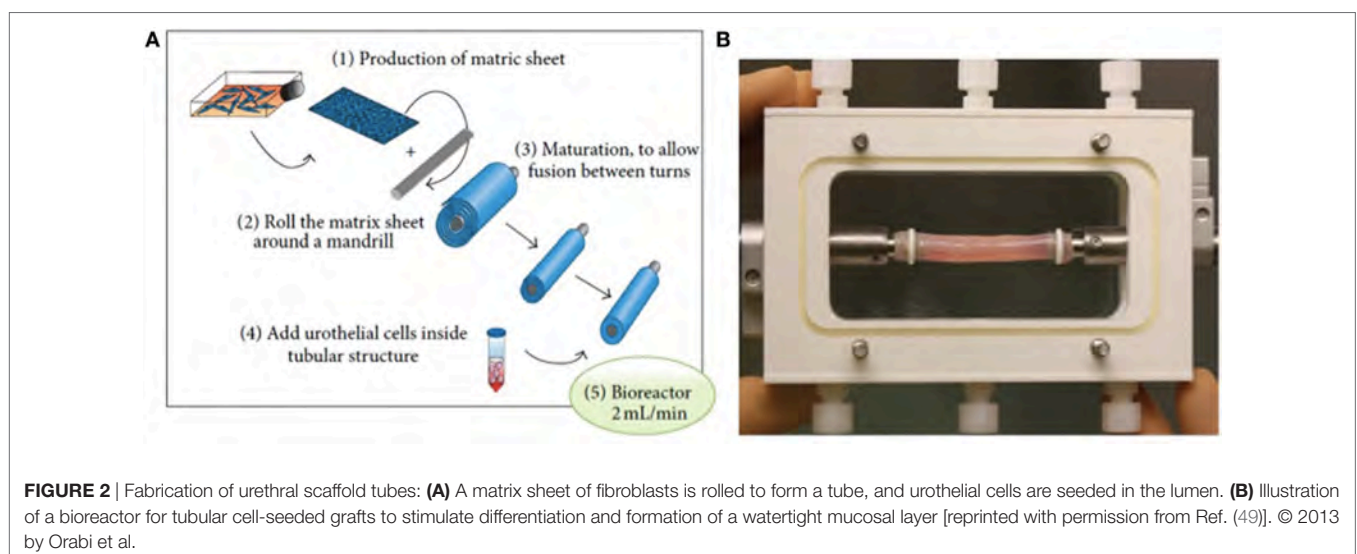 A
(1) Production of matric sheet
+
(3) Maturation, to allow
fusion between turns
(2) Roll the matrix sheet
around a mandrill
(4) Add urothelial cells inside
tubular structure
(5) Bioreactor
2 mL/min
B
FIGURE 2 | Fabrication of urethral scaffold tubes: (A) A matrix sheet of fibroblasts is rolled to form a tube, and urothelial cells are seeded in the lumen. (B) Illustration
of a bioreactor for tubular cell-seeded grafts to stimulate differentiation and formation of a watertight mucosal layer [reprinted with permission from Ref. (49)]. © 2013
by Orabi et al.